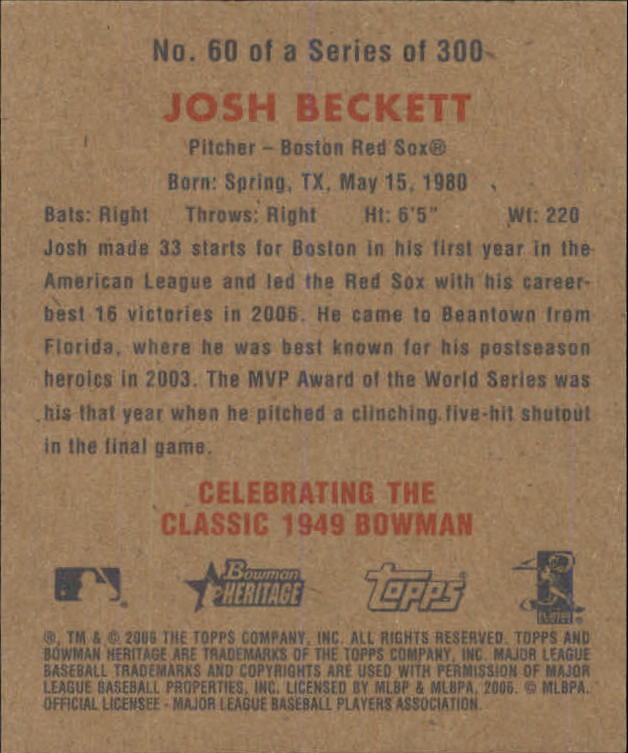 No. 60 of a Series of 300
JOSH BECKETT
Pitcher – Boston Red Sox®
Born: Spring, TX, May 15, 1980
Bats: Right Throws: Right Ht: 6'5" Wt: 220
Josh made 33 starts for Boston in his first year in the
American League and led the Red Sox with his career-
best 16 victories in 2006. He came to Beantown from
Florida, where he was best known for his postseason
heroics in 2003. The MVP Award of the World Series was
his that year when he pitched a clinching five-hit shutout
in the final game.
CELEBRATING THE
CLASSIC 1949 BOWMAN
Bowman
HERITAGE
Topps
PLAYERS
®, TM & © 2006 THE TOPPS COMPANY, INC. ALL RIGHTS RESERVED. TOPPS AND
BOWMAN HERITAGE ARE TRADEMARKS OF THE TOPPS COMPANY, INC. MAJOR LEAGUE
BASEBALL TRADEMARKS AND COPYRIGHTS ARE USED WITH PERMISSION OF MAJOR
LEAGUE BASEBALL PROPERTIES, INC. LICENSED BY MLBP & MLBPA, 2006. © MLBPA.
OFFICIAL LICENSEE - MAJOR LEAGUE BASEBALL PLAYERS ASSOCIATION.